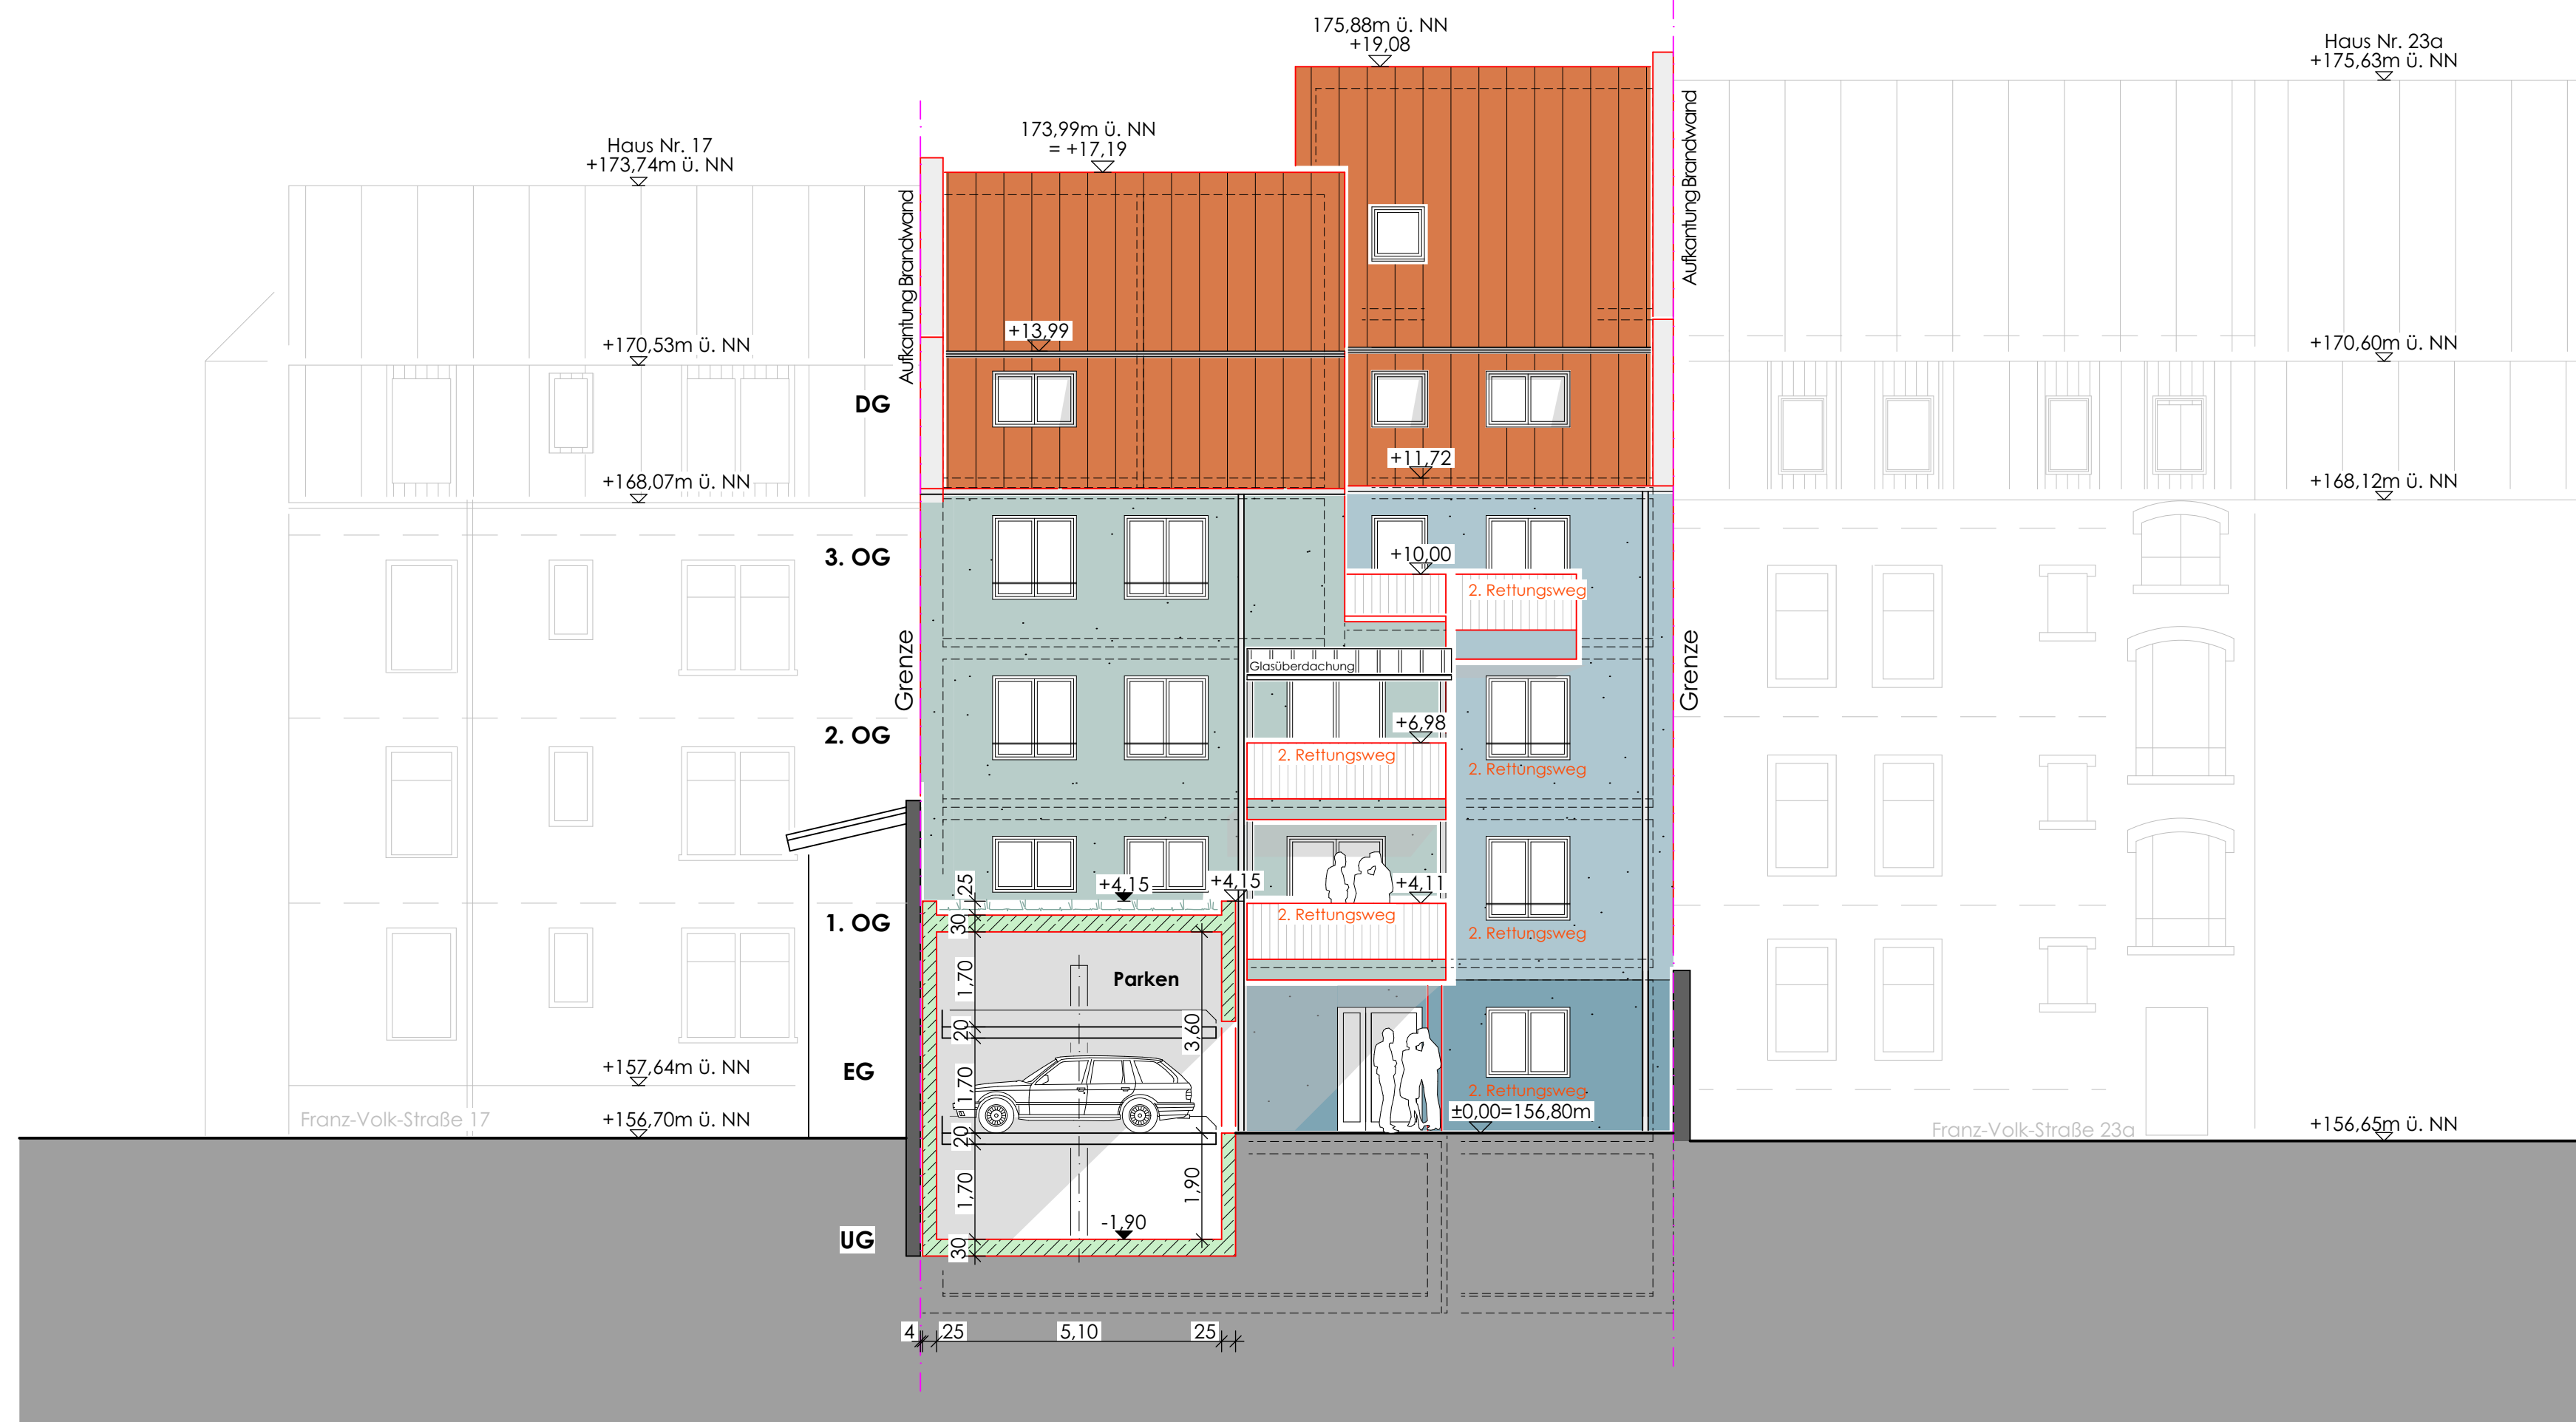 175,88m ü. NN
+19,08
Haus Nr. 23a
+175,63m ü. NN
173,99m ü. NN
= +17,19
Haus Nr. 17
+173,74m ü. NN
Aufkantung Brandwand
Aufkantung Brandwand
+13,99
+170,53m ü. NN
+170,60m ü. NN
DG
+11,72
+168,07m ü. NN
+168,12m ü. NN
3. OG
+10,00
2. Rettungsweg
Grenze
Grenze
Glasüberdachung
+6,98
2. OG
2. Rettungsweg
2. Rettungsweg
25
+4,15
+4,15
+4,11
1. OG
30
2. Rettungsweg
2. Rettungsweg
1,70
Parken
20
3,60
+157,64m ü. NN
EG
1,70
2. Rettungsweg
±0,00=156,80m
Franz-Volk-Straße 17
+156,70m ü. NN
Franz-Volk-Straße 23a
+156,65m ü. NN
20
1,70
1,90
-1,90
UG
30
4
25
5,10
25